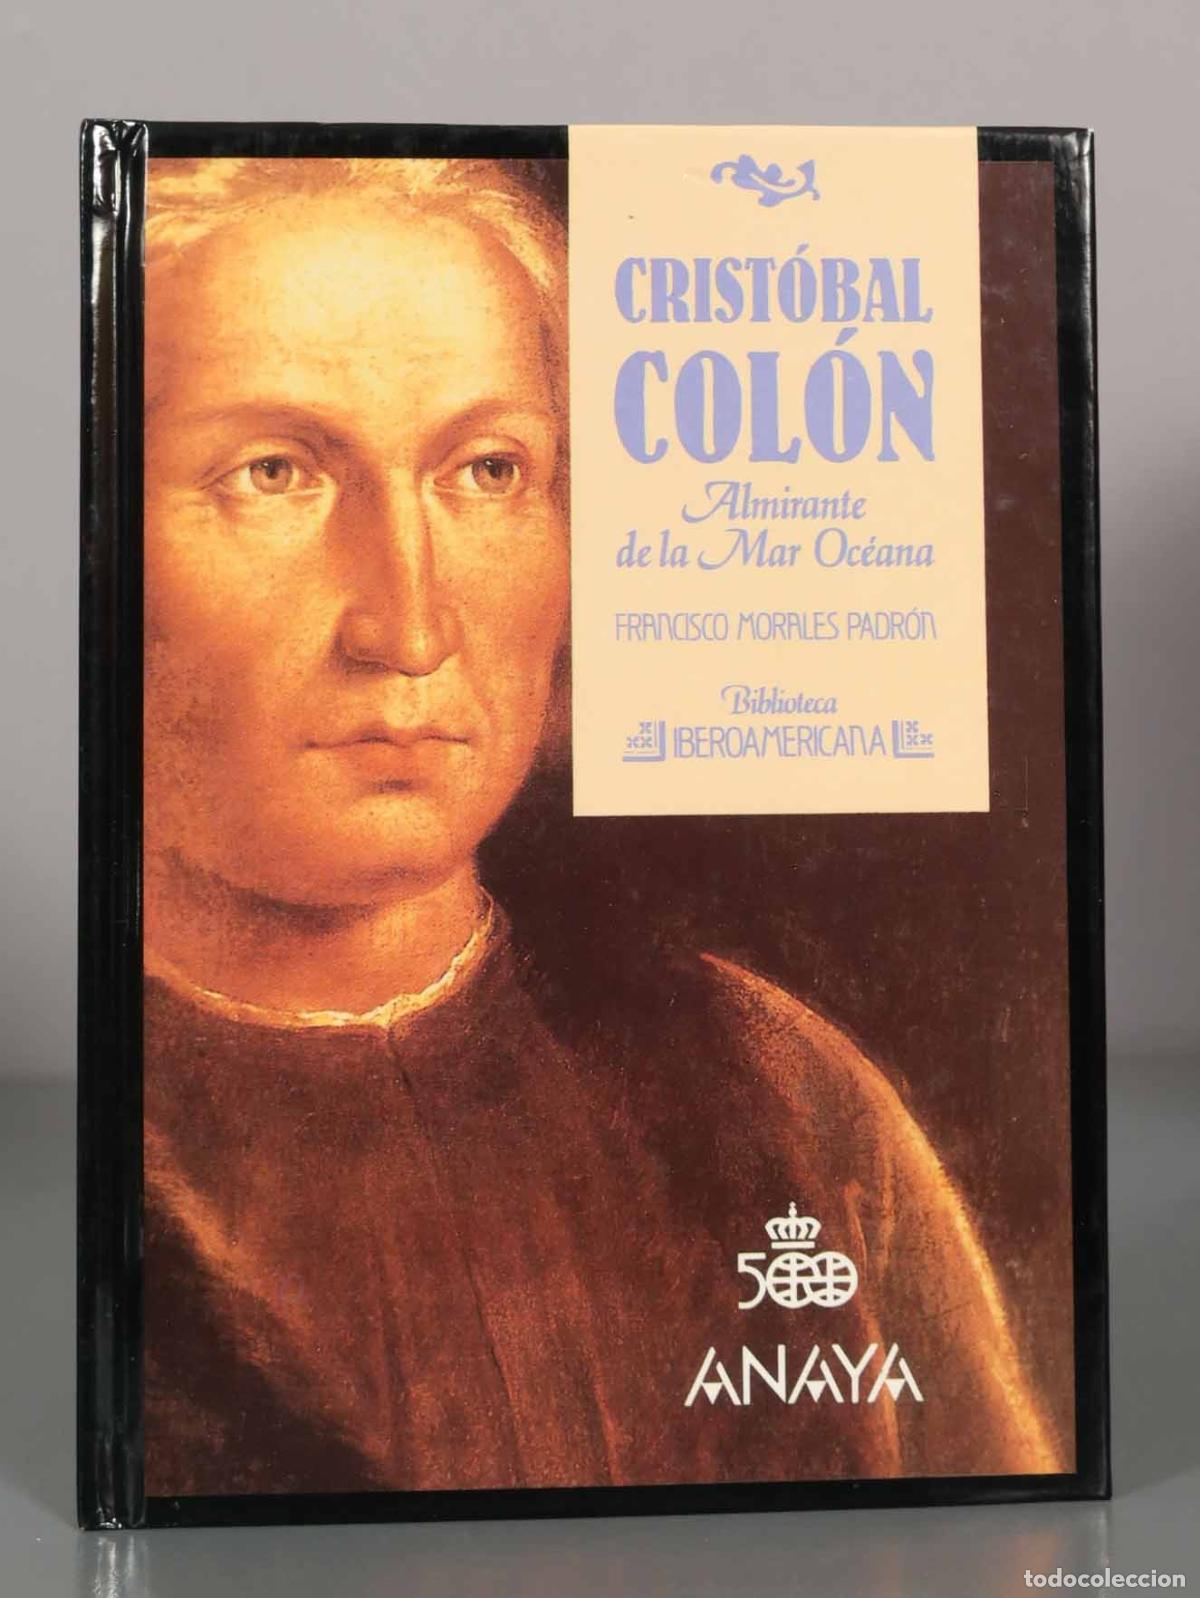 CRISTÓBAL
COLÓN
Almirante
de la Mar Océana
FRANCISCO MORALES PADRÓN
Biblioteca
IBEROAMERICANA
500
ANAYA
todocoleccion